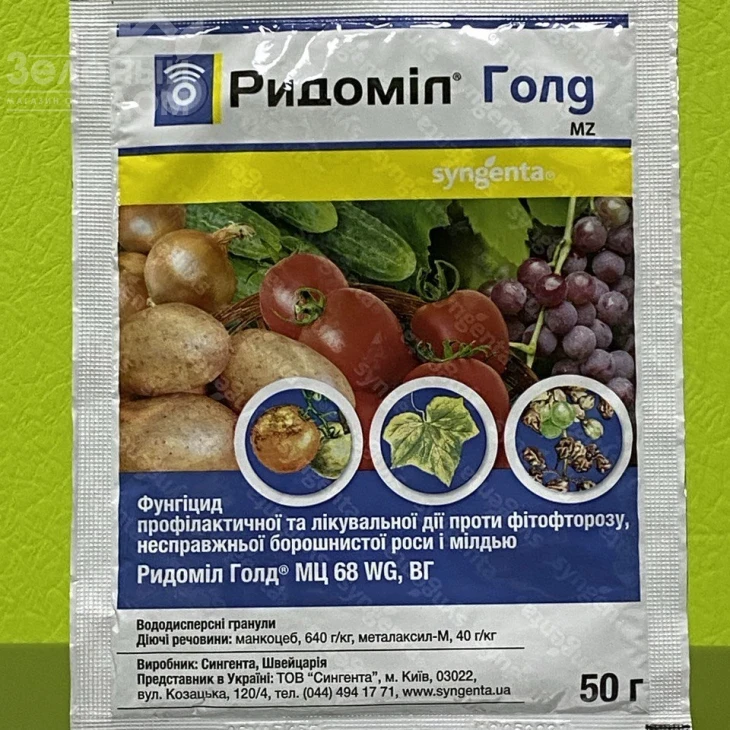 Ридоміл® Голд
MZ
syngenta®
Фунгіцид
профілактичної та лікувальної дії проти фітофторозу,
несправжньої борошнистої роси і мілдью
Ридоміл Голд® МЦ 68 WG, ВГ
Вододисперсні гранули
Діючі речовини: манкоцеб, 640 г/кг, металаксил-М, 40 г/кг
Виробник: Сингента, Швейцарія
Представник в Україні: ТОВ "Сингента", м. Київ, 03022,
вул. Козацька, 120/4, тел. (044) 494 17 71, www.syngenta.ua
50 г